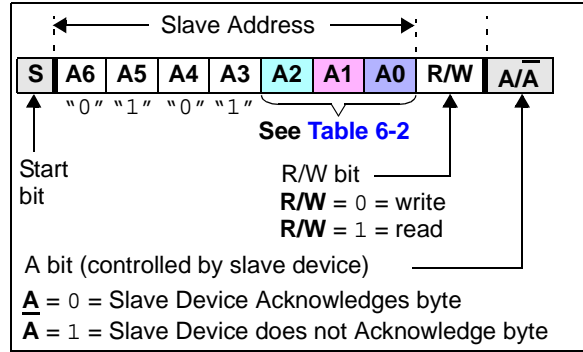 Slave Address
S A6 A5 A4 A3 A2 A1 A0 R/W A/A̅
“0” “1” “0” “1”
See Table 6-2
Start
bit
R/W bit
R/W = 0 = write
R/W = 1 = read
A bit (controlled by slave device)
A = 0 = Slave Device Acknowledges byte
A̅ = 1 = Slave Device does not Acknowledge byte